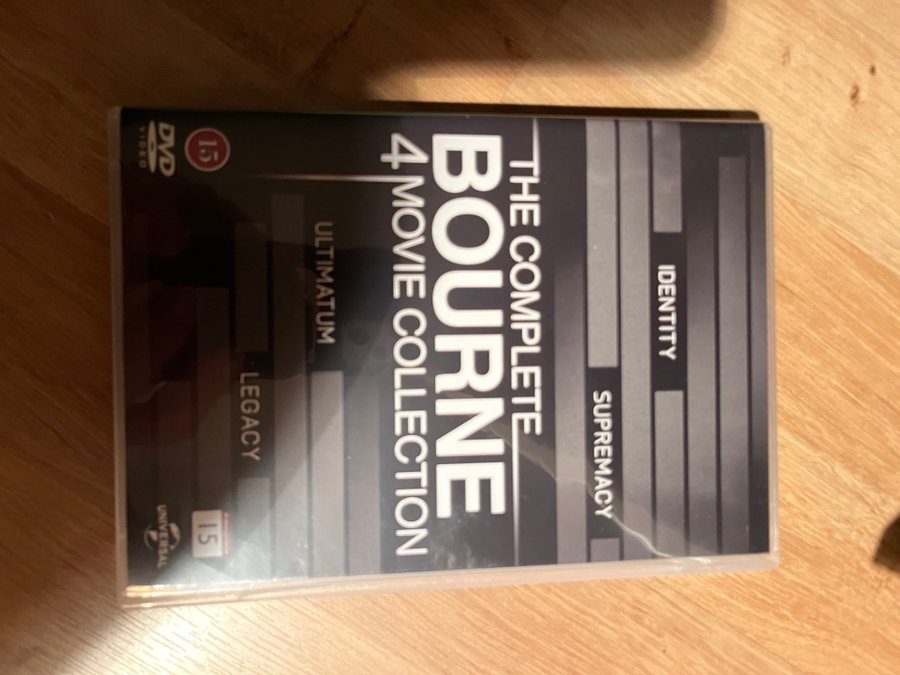 IDENTITY
SUPREMACY
THE COMPLETE
BOURNE
4 MOVIE COLLECTION
ULTIMATUM
LEGACY
15
DVD
VIDEO
15
UNIVERSAL